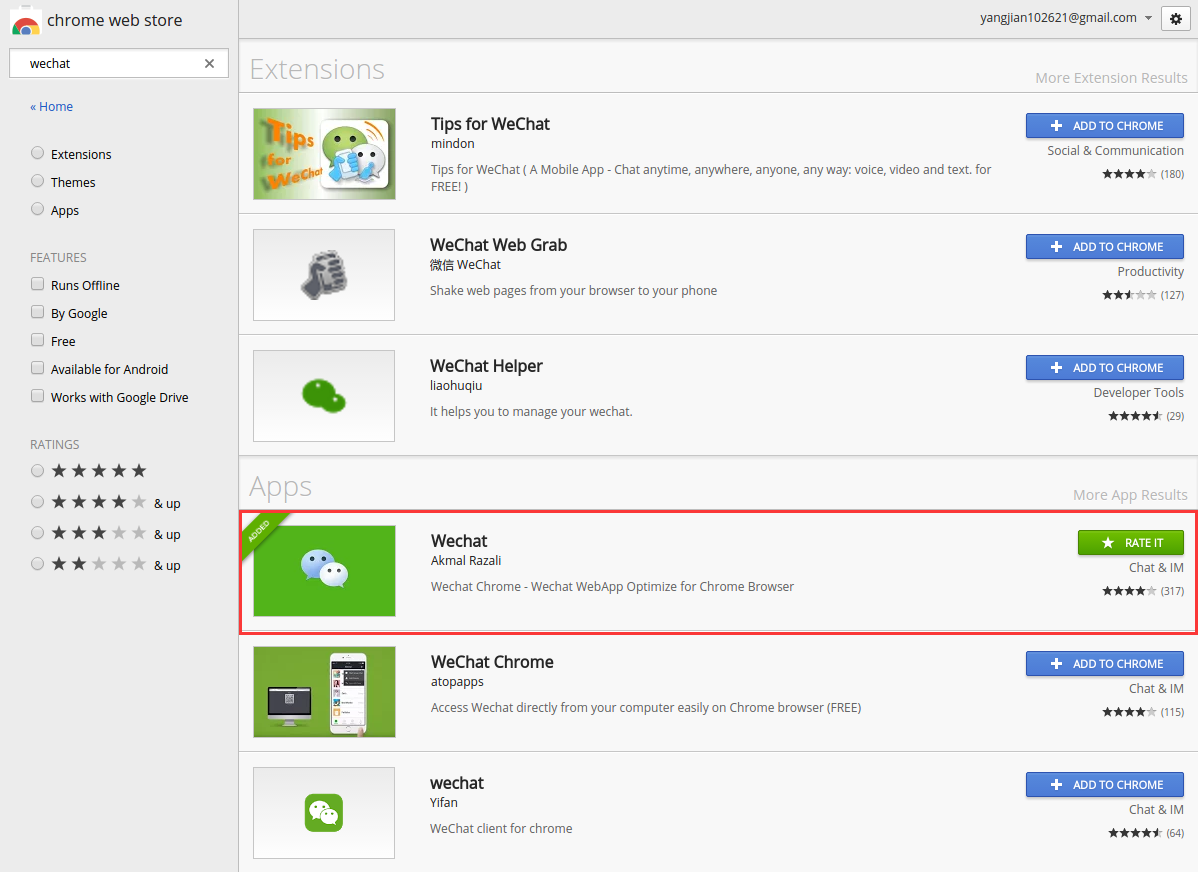 chrome web store
yangjian102621@gmail.com
wechat
« Home
Extensions
Themes
Apps
FEATURES
Runs Offline
By Google
Free
Available for Android
Works with Google Drive
RATINGS
& up
& up
& up
Extensions
More Extension Results
Tips for WeChat
Tips for WeChat
mindon
Tips for WeChat ( A Mobile App - Chat anytime, anywhere, anyone, any way: voice, video and text. for
FREE! )
ADD TO CHROME
Social & Communication
(180)
WeChat Web Grab
微信 WeChat
Shake web pages from your browser to your phone
ADD TO CHROME
Productivity
(127)
WeChat Helper
liaohuqiu
It helps you to manage your wechat.
ADD TO CHROME
Developer Tools
(29)
Apps
More App Results
ADDED
Wechat
Akmal Razali
Wechat Chrome - Wechat WebApp Optimize for Chrome Browser
RATE IT
Chat & IM
(317)
WeChat Chrome
atopapps
Access Wechat directly from your computer easily on Chrome browser (FREE)
ADD TO CHROME
Chat & IM
(115)
wechat
Yifan
WeChat client for chrome
ADD TO CHROME
Chat & IM
(64)